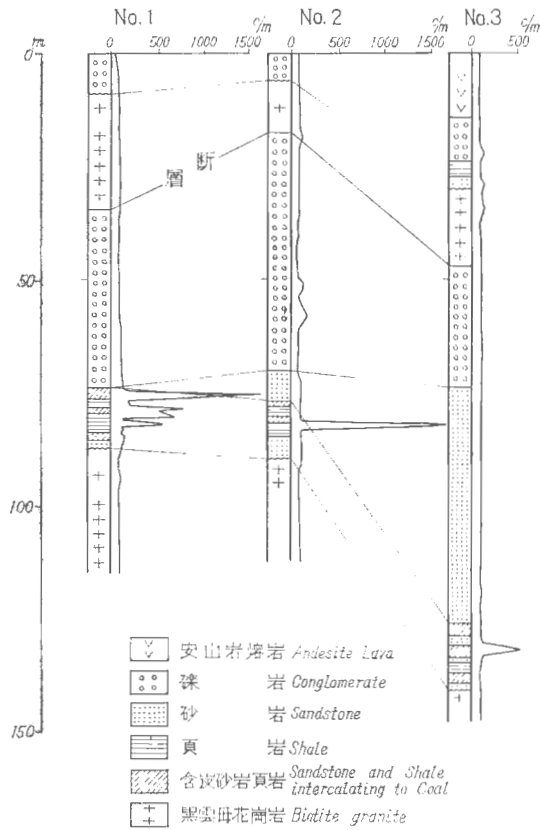 No. 1 No. 2 No.3
m c/m c/m c/m
0 0 500 1000 1500 0 500 1000 1500 0 500
断
層
50
100
150
安山岩熔岩 Andesite Lava
礫岩 Conglomerate
砂岩 Sandstone
頁岩 Shale
含炭砂岩頁岩 Sandstone and Shale
intercalating to Coal
黒雲母花崗岩 Biotite granite